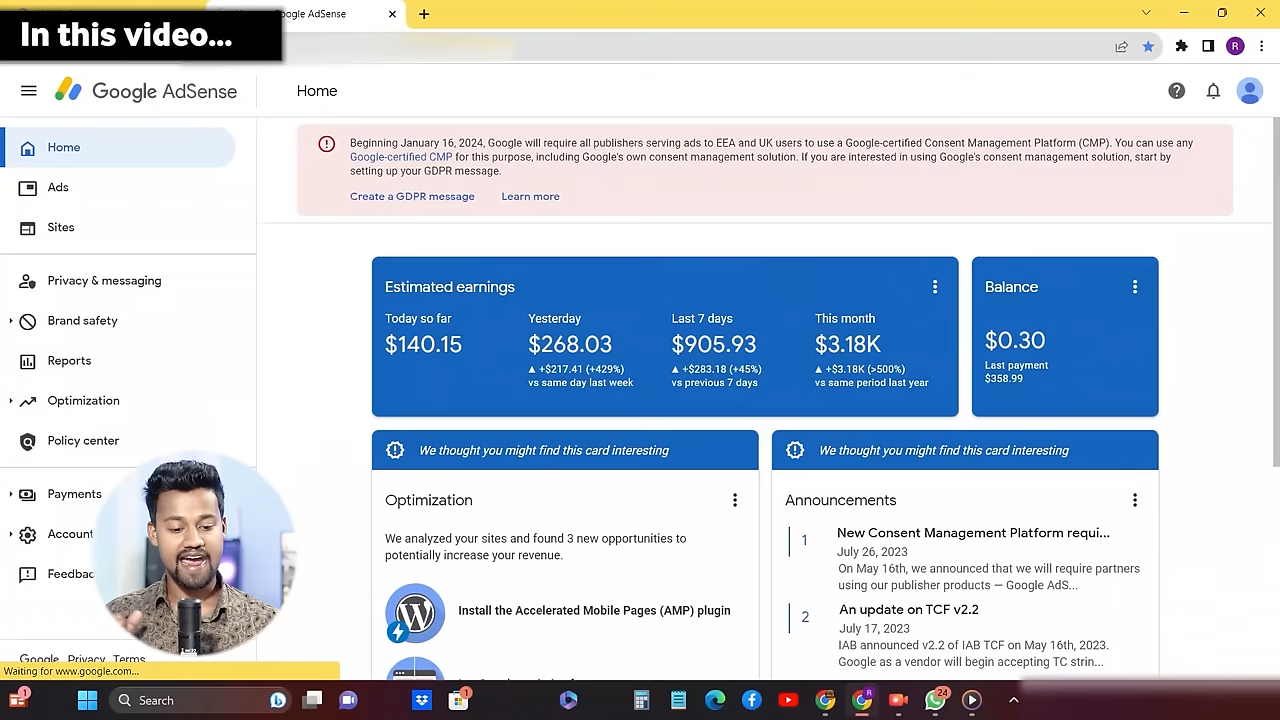 Google AdSense
In this video...
Google AdSense
Home
Home
Ads
Sites
Privacy & messaging
Brand safety
Reports
Optimization
Policy center
Payments
Account
Feedbac
Google Privacy Terms
Waiting for www.google.com...
Beginning January 16, 2024, Google will require all publishers serving ads to EEA and UK users to use a Google-certified Consent Management Platform (CMP). You can use any
Google-certified CMP for this purpose, including Google's own consent management solution. If you are interested in using Google's consent management solution, start by
setting up your GDPR message.
Create a GDPR message Learn more
Estimated earnings
Today so far
$140.15
Yesterday
$268.03
+$217.41 (+429%)
vs same day last week
Last 7 days
$905.93
+$283.18 (+45%)
vs previous 7 days
This month
$3.18K
+$3.18K (>500%)
vs same period last year
Balance
$0.30
Last payment
$358.99
We thought you might find this card interesting
Optimization
We analyzed your sites and found 3 new opportunities to
potentially increase your revenue.
Install the Accelerated Mobile Pages (AMP) plugin
We thought you might find this card interesting
Announcements
1
New Consent Management Platform requi...
July 26, 2023
On May 16th, we announced that we will require partners
using our publisher products — Google AdS...
2
An update on TCF v2.2
July 17, 2023
IAB announced v2.2 of IAB TCF on May 16th, 2023.
Google as a vendor will begin accepting TC strin...
R
1
Search
1
R
24